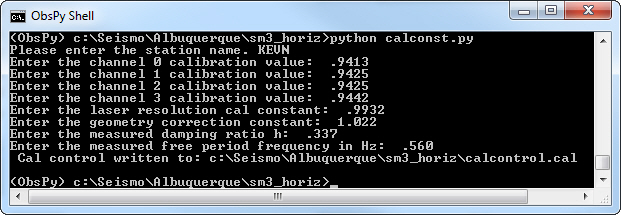 ObsPy Shell
(ObsPy) c:\Seismo\Albuquerque\sm3_horiz>python calconst.py
Please enter the station name. KEVN
Enter the channel 0 calibration value:  .9413
Enter the channel 1 calibration value:  .9425
Enter the channel 2 calibration value:  .9425
Enter the channel 3 calibration value:  .9442
Enter the laser resolution cal constant:  .9932
Enter the geometry correction constant:  1.022
Enter the measured damping ratio h:  .337
Enter the measured free period frequency in Hz:  .560
 Cal control written to: c:\Seismo\Albuquerque\sm3_horiz\calcontrol.cal
(ObsPy) c:\Seismo\Albuquerque\sm3_horiz>_